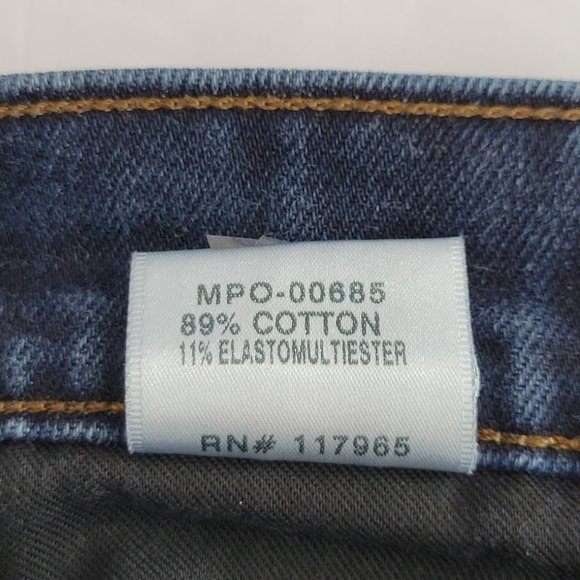 MPO-00685
89% COTTON
11% ELASTOMULTIESTER
RN# 117965